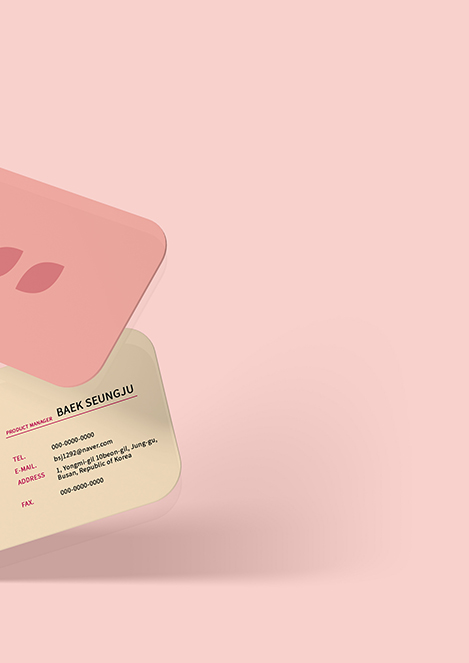 PRODUCT MANAGER BAEK SEUNGJU
TEL. 000-0000-0000
E-MAIL. bsj1292@naver.com
ADDRESS 1, Yongmi-gil 10beon-gil, Jung-gu,
Busan, Republic of Korea
FAX. 000-0000-0000